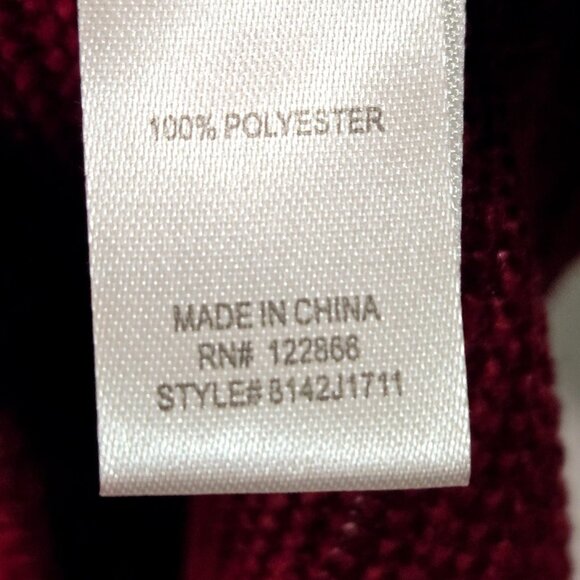 100% POLYESTER
MADE IN CHINA
RN# 122866
STYLE# 8142J1711